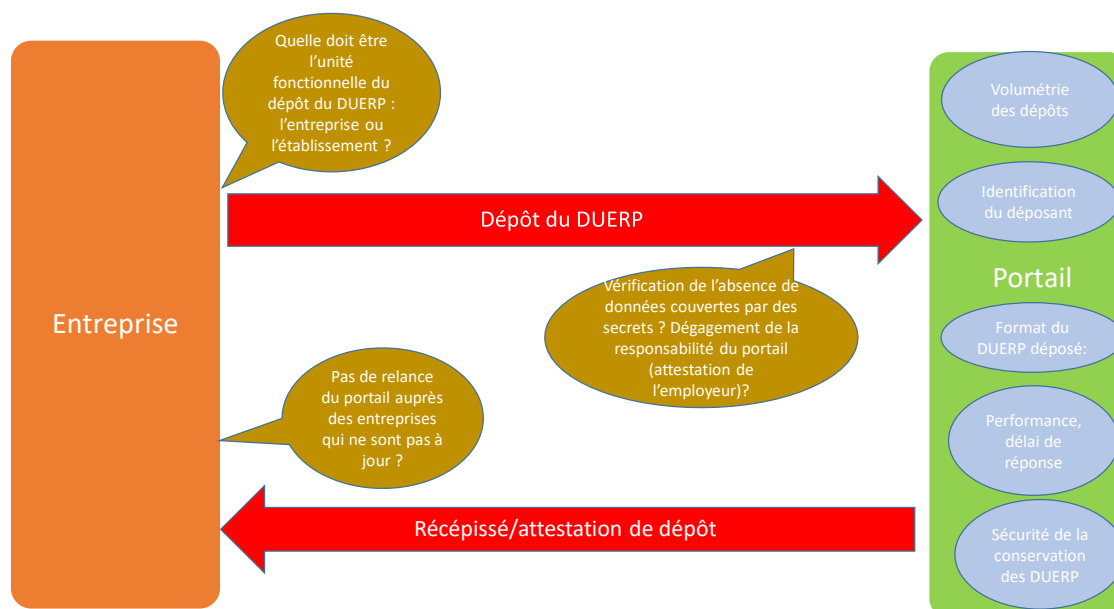 Quelle doit être
l'unité
fonctionnelle du
dépôt du DUERP :
l'entreprise ou
l'établissement ?
Volumétrie
des dépôts
Identification
du déposant
Dépôt du DUERP
Portail
Vérification de l'absence de
données couvertes par des
secrets ? Dégagement de la
responsabilité du portail
(attestation de
l'employeur)?
Entreprise
Format du
DUERP déposé:
Pas de relance
du portail auprès
des entreprises
qui ne sont pas à
jour ?
Performance,
délai de
réponse
Récépissé/attestation de dépôt
Sécurité de la
conservation
des DUERP